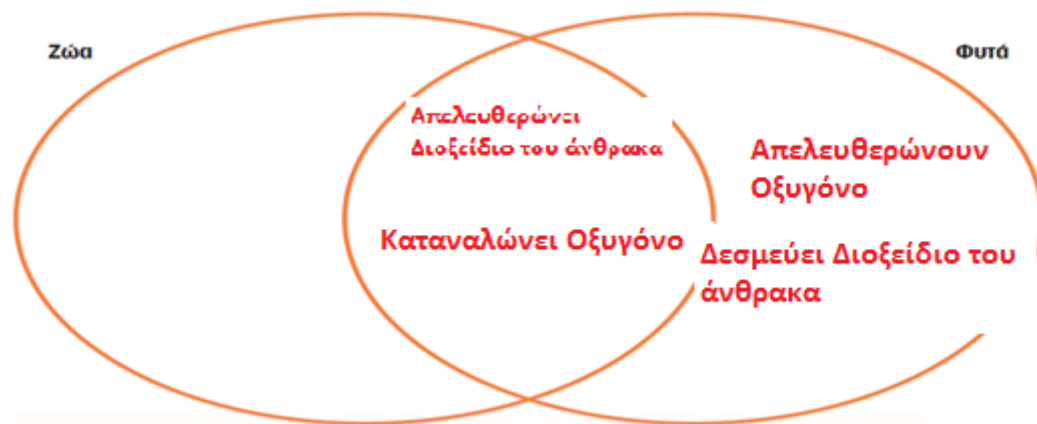 Ζώα
Φυτά
Απελευθερώνει
Διοξείδιο του άνθρακα
Καταναλώνει Οξυγόνο
Απελευθερώνουν
Οξυγόνο
Δεσμεύει Διοξείδιο του
άνθρακα